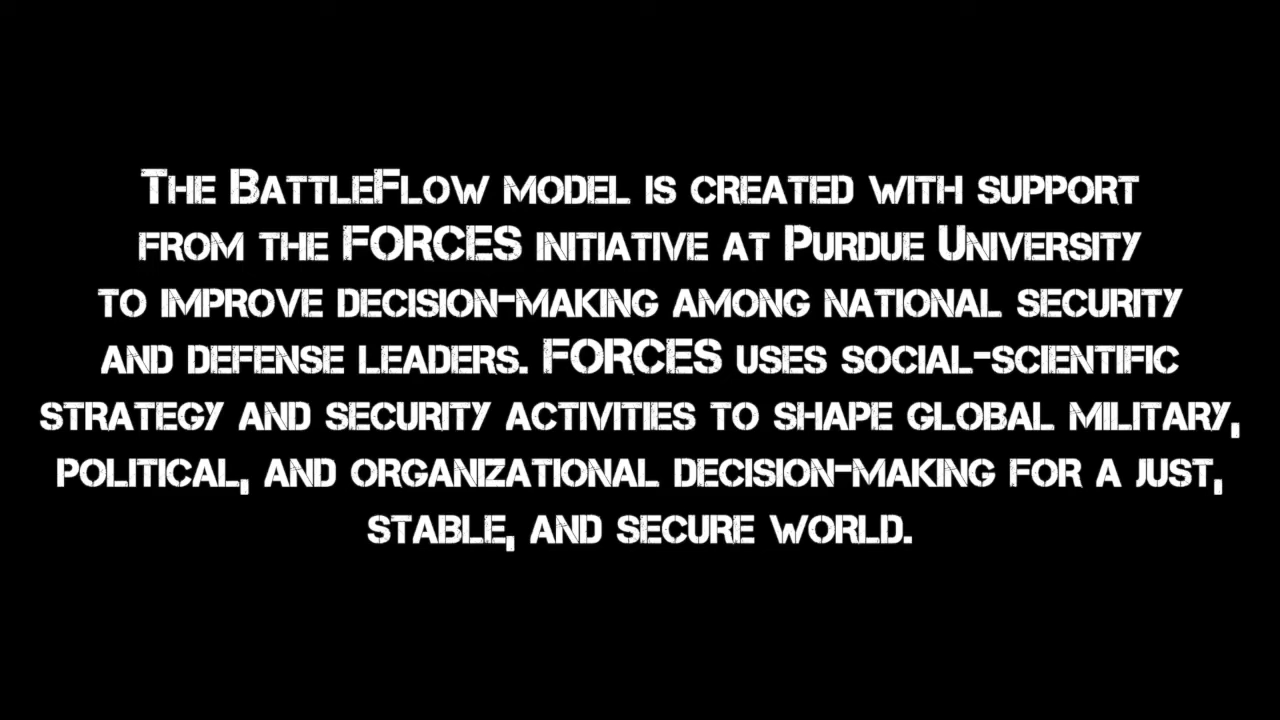 The BattleFlow model is created with support
from the FORCES initiative at Purdue University
to improve decision-making among national security
and defense leaders. FORCES uses social-scientific
strategy and security activities to shape global military,
political, and organizational decision-making for a just,
stable, and secure world.